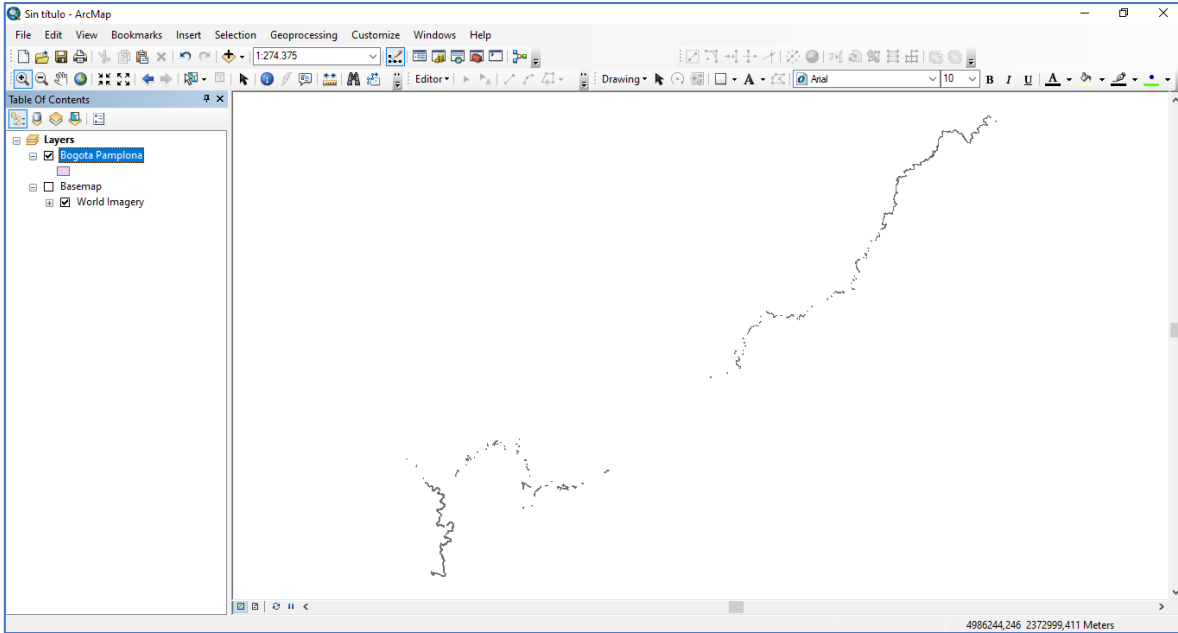 Sin título - ArcMap
File Edit View Bookmarks Insert Selection Geoprocessing Customize Windows Help
1:274.375
Editor Drawing Arial 10 B I U A
Table Of Contents
Layers
Bogota Pamplona
Basemap
World Imagery
4986244,246 2372999,411 Meters